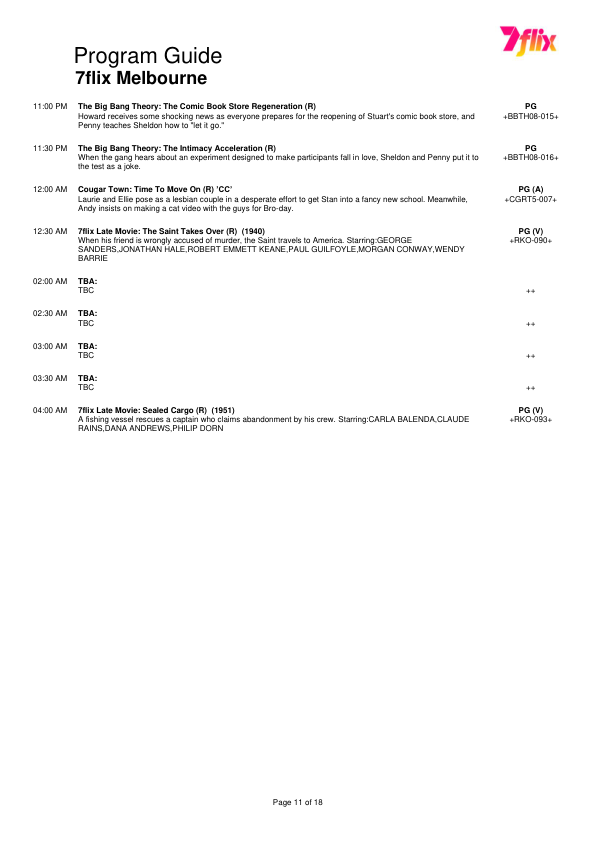 7flix
Program Guide
7flix Melbourne
11:00 PM The Big Bang Theory: The Comic Book Store Regeneration (R) PG
Howard receives some shocking news as everyone prepares for the reopening of Stuart's comic book store, and +BBTH08-015+
Penny teaches Sheldon how to "let it go."
11:30 PM The Big Bang Theory: The Intimacy Acceleration (R) PG
When the gang hears about an experiment designed to make participants fall in love, Sheldon and Penny put it to +BBTH08-016+
the test as a joke.
12:00 AM Cougar Town: Time To Move On (R) 'CC' PG (A)
Laurie and Ellie pose as a lesbian couple in a desperate effort to get Stan into a fancy new school. Meanwhile, +CGRT5-007+
Andy insists on making a cat video with the guys for Bro-day.
12:30 AM 7flix Late Movie: The Saint Takes Over (R) (1940) PG (V)
When his friend is wrongly accused of murder, the Saint travels to America. Starring:GEORGE +RKO-090+
SANDERS,JONATHAN HALE,ROBERT EMMETT KEANE,PAUL GUILFOYLE,MORGAN CONWAY,WENDY
BARRIE
02:00 AM TBA:
TBC ++
02:30 AM TBA:
TBC ++
03:00 AM TBA:
TBC ++
03:30 AM TBA:
TBC ++
04:00 AM 7flix Late Movie: Sealed Cargo (R) (1951) PG (V)
A fishing vessel rescues a captain who claims abandonment by his crew. Starring:CARLA BALENDA,CLAUDE +RKO-093+
RAINS,DANA ANDREWS,PHILIP DORN
Page 11 of 18